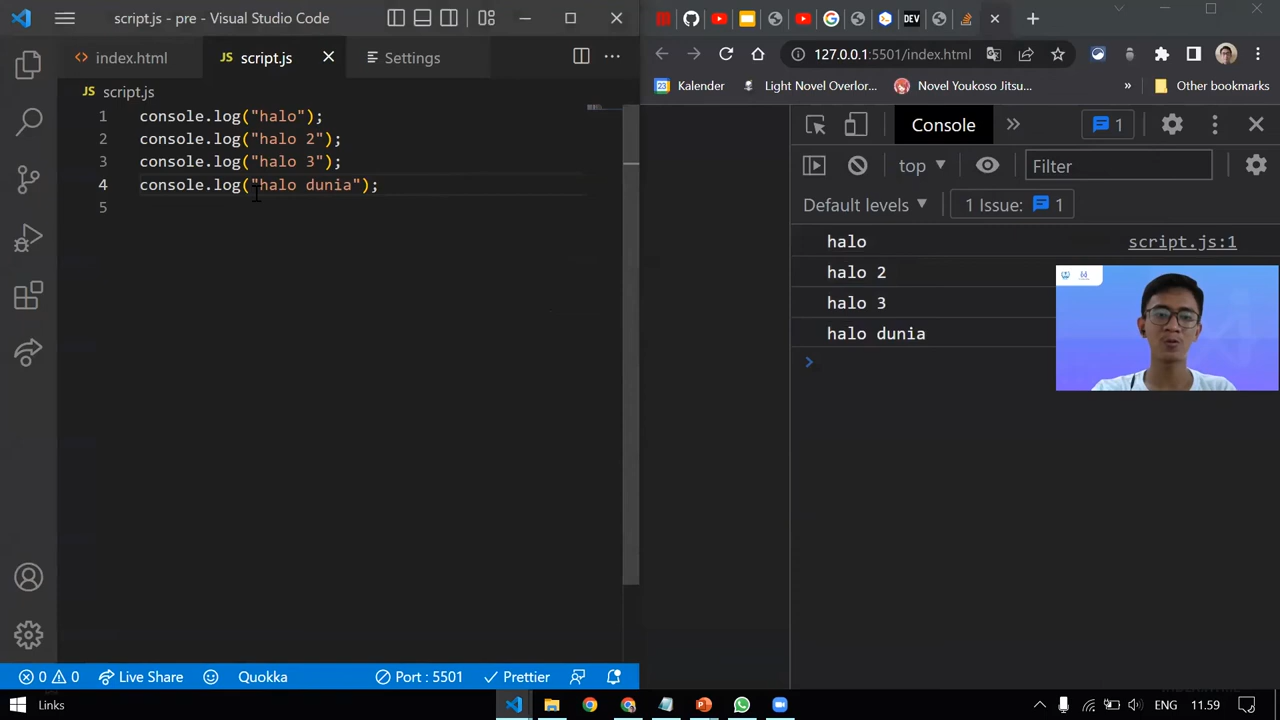 script.js - pre - Visual Studio Code
index.html
JS script.js
Settings
JS script.js
1 console.log("halo");
2 console.log("halo 2");
3 console.log("halo 3");
4 console.log("halo dunia");
5
0 0
Live Share
Quokka
Port : 5501
Prettier
DEV
127.0.0.1:5501/index.html
23 Kalender
Light Novel Overlor...
Novel Youkoso Jitsu...
»
Other bookmarks
Console
»
1
top
Filter
Default levels
1 Issue: 1
halo script.js:1
halo 2
halo 3
halo dunia
>
Links
ENG
11.59